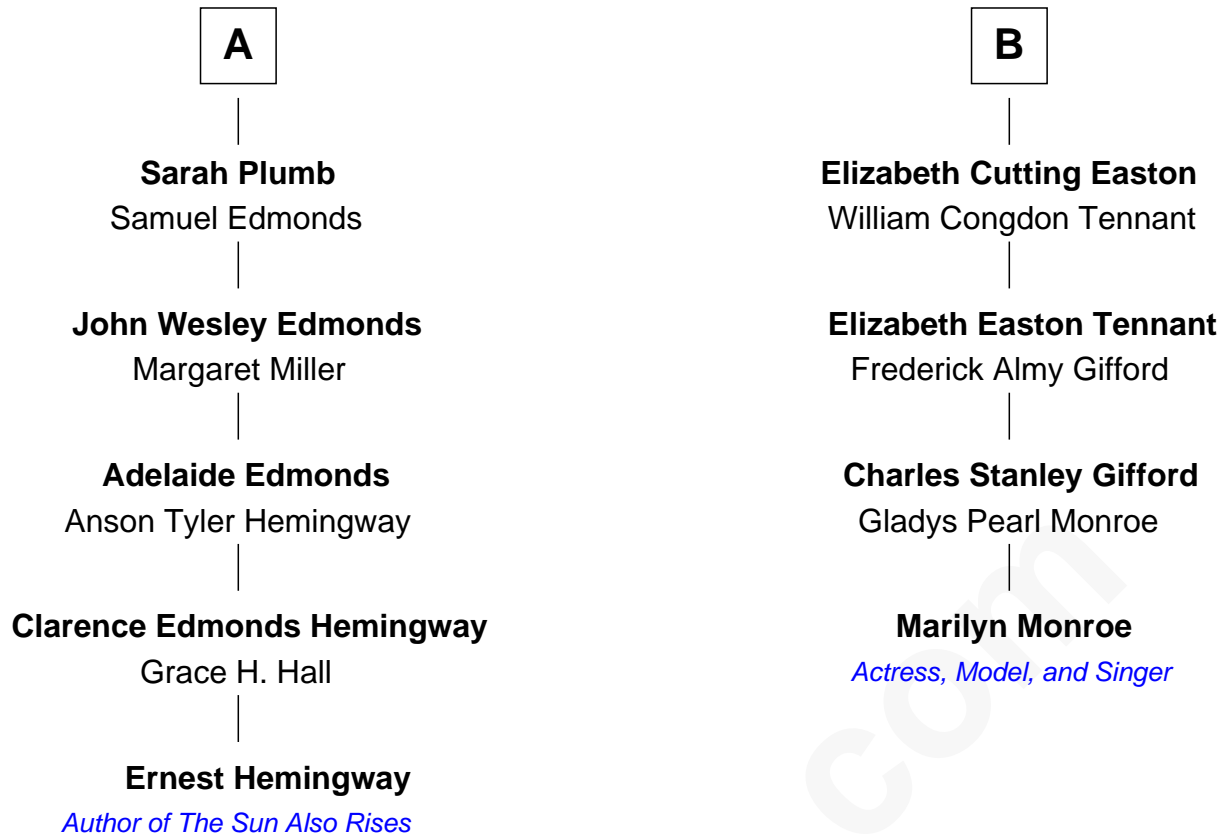 A
Sarah Plumb
Samuel Edmonds
John Wesley Edmonds
Margaret Miller
Adelaide Edmonds
Anson Tyler Hemingway
Clarence Edmonds Hemingway
Grace H. Hall
Ernest Hemingway
Author of The Sun Also Rises
B
Elizabeth Cutting Easton
William Congdon Tennant
Elizabeth Easton Tennant
Frederick Almy Gifford
Charles Stanley Gifford
Gladys Pearl Monroe
Marilyn Monroe
Actress, Model, and Singer
com